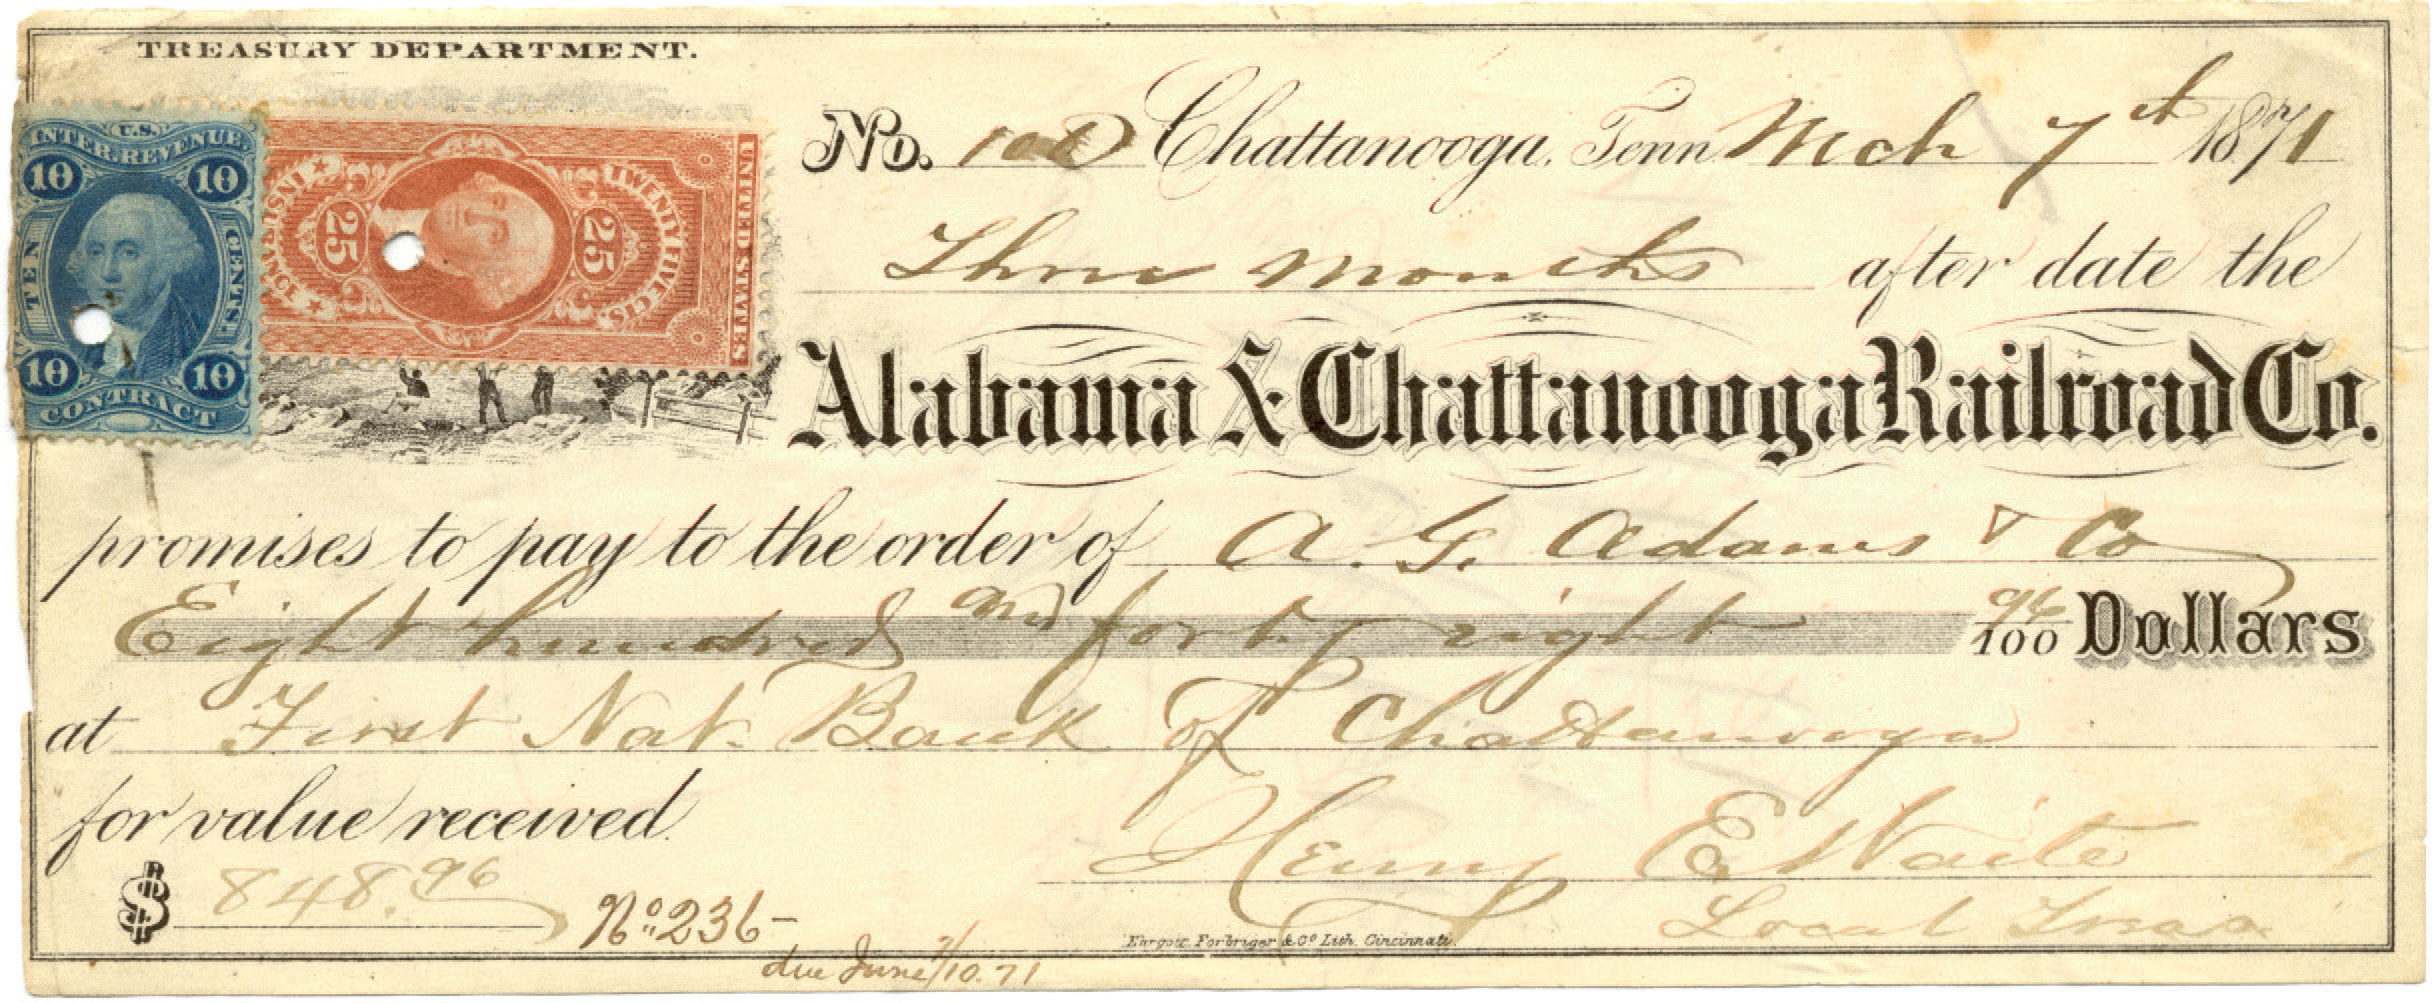 TREASURY DEPARTMENT.
U.S.
INTER. REVENUE.
10 10
TEN CENTS.
10 10
CONTRACT
UNITED STATES
TWENTY FIVE CTS.
25 25
INSURANCE
No. 100 Chattanooga, Tenn Mch 7th 1871
Three months after date the
Alabama & Chattanooga Railroad Co.
promises to pay to the order of A. G. Adams & Co
Eight hundred and forty eight 96/100 Dollars
at First Nat. Bank of Chattanooga
for value received.
Henry E Waite
$ 848.96 No. 236-
Local Treas.
Ehrgott, Forbriger & Co. Lith. Cincinnati.
due June 7/10.71